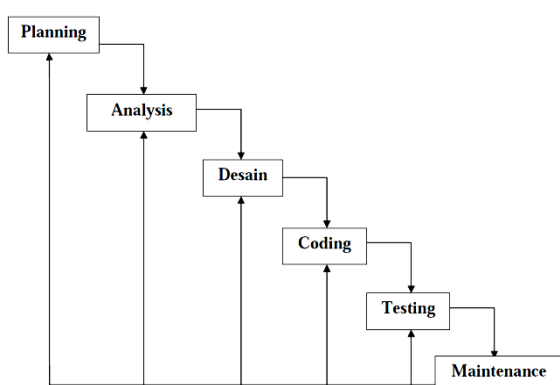 Planning
Analysis
Desain
Coding
Testing
Maintenance